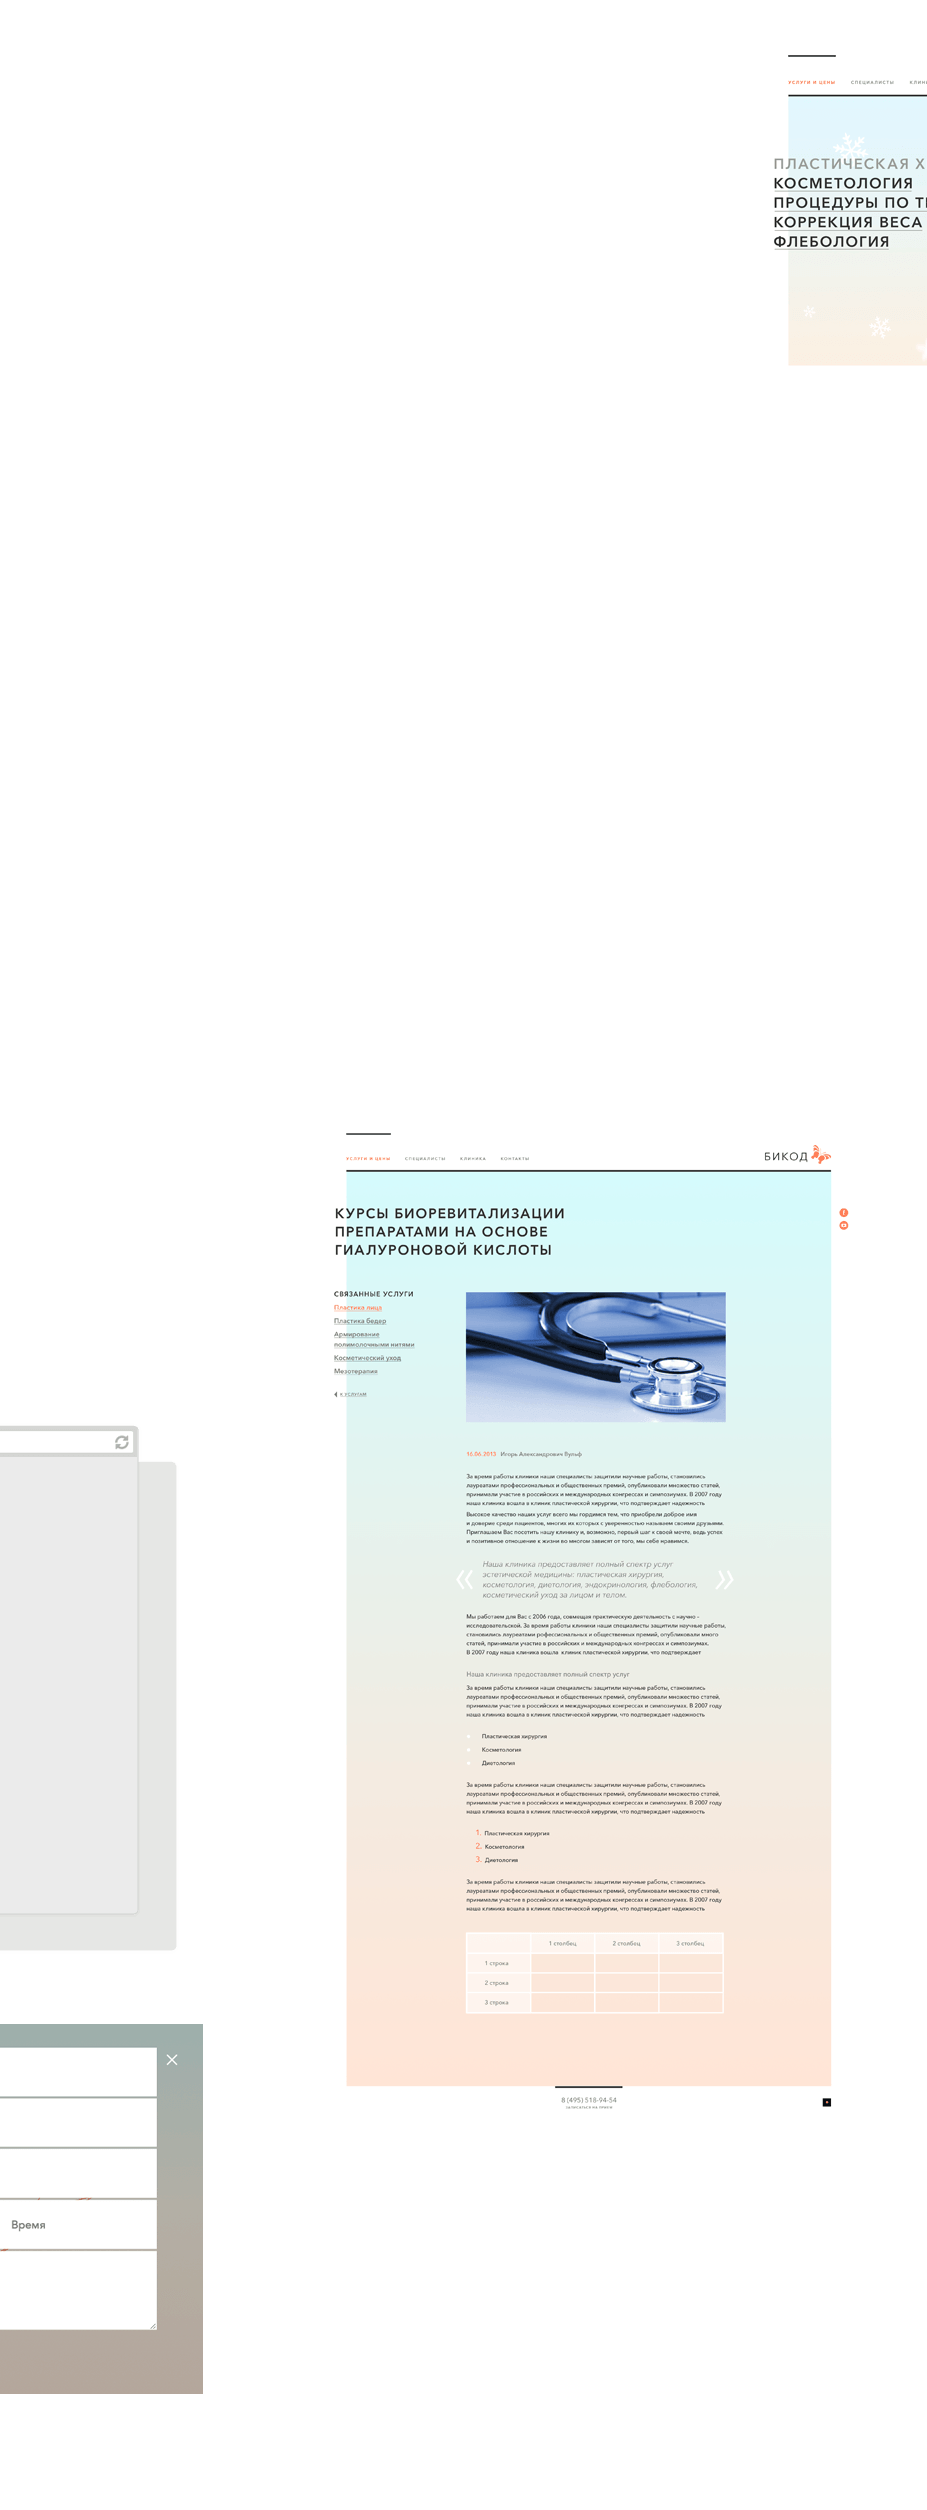 УСЛУГИ И ЦЕНЫ СПЕЦИАЛИСТЫ
ПЛАСТИЧЕСКАЯ Х
КОСМЕТОЛОГИЯ
ПРОЦЕДУРЫ ПО
КОРРЕКЦИЯ ВЕСА
ФЛЕБОЛОГИЯ
УСЛУГИ И ЦЕНЫ СПЕЦИАЛИСТЫ КЛИНИКА КОНТАКТЫ
БИКОД
КУРСЫ БИОРЕВИТАЛИЗАЦИИ
ПРЕПАРАТАМИ НА ОСНОВЕ
ГИАЛУРОНОВОЙ КИСЛОТЫ
СВЯЗАННЫЕ УСЛУГИ
Пластика лица
Пластика бедер
Армирование
полимолочными нитями
Косметический уход
Мезотерапия
К УСЛУГАМ
16.06.2013 Игорь Александрович Вульф
За время работы клиники наши специалисты защитили научные работы, становились
лауреатами профессиональных и общественных премий, опубликовали множество статей,
принимали участие в российских и международных конгрессах и симпозиумах. В 2007 году
наша клиника вошла в клиник пластической хирургии, что подтверждает надежность
Высокое качество наших услуг всего мы гордимся тем, что приобрели доброе имя
и доверие среди пациентов, многих их которых с уверенностью называем своими друзьями.
Приглашаем Вас посетить нашу клинику и, возможно, первый шаг к своей мечте, ведь успех
и позитивное отношение к жизни во многом зависят от того, мы себе нравимся.
« Наша клиника предоставляет полный спектр услуг
эстетической медицины: пластическая хирургия,
косметология, диетология, эндокринология, флебология,
косметический уход за лицом и телом. »
Мы работаем для Вас с 2006 года, совмещая практическую деятельность с научно –
исследовательской. За время работы клиники наши специалисты защитили научные работы,
становились лауреатами рофессиональных и общественных премий, опубликовали много
статей, принимали участие в российских и международных конгрессах и симпозиумах.
В 2007 году наша клиника вошла клиник пластической хирургии, что подтверждает
Наша клиника предоставляет полный спектр услуг
За время работы клиники наши специалисты защитили научные работы, становились
лауреатами профессиональных и общественных премий, опубликовали множество статей,
принимали участие в российских и международных конгрессах и симпозиумах. В 2007 году
наша клиника вошла в клиник пластической хирургии, что подтверждает надежность
Пластическая хирургия
Косметология
Диетология
За время работы клиники наши специалисты защитили научные работы, становились
лауреатами профессиональных и общественных премий, опубликовали множество статей,
принимали участие в российских и международных конгрессах и симпозиумах. В 2007 году
наша клиника вошла в клиник пластической хирургии, что подтверждает надежность
1. Пластическая хирургия
2. Косметология
3. Диетология
За время работы клиники наши специалисты защитили научные работы, становились
лауреатами профессиональных и общественных премий, опубликовали множество статей,
принимали участие в российских и международных конгрессах и симпозиумах. В 2007 году
наша клиника вошла в клиник пластической хирургии, что подтверждает надежность
1 столбец 2 столбец 3 столбец
1 строка
2 строка
3 строка
8 (495) 518-94-54
ЗАПИСАТЬСЯ НА ПРИЕМ
Время